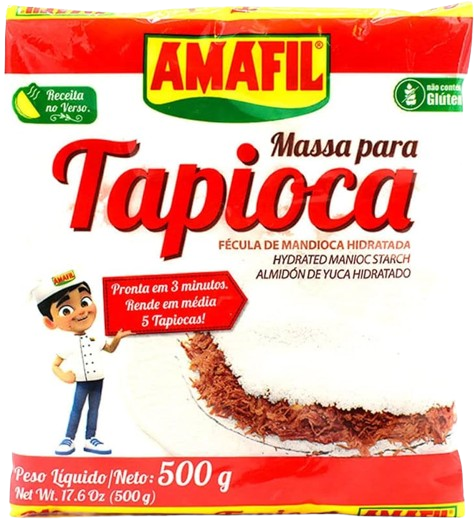 AMAFIL®
Receita
no Verso.
não contém
Glúten
Massa para
Tapioca
FÉCULA DE MANDIOCA HIDRATADA
HYDRATED MANIOC STARCH
ALMIDÓN DE YUCA HIDRATADO
AMAFIL
Pronta em 3 minutos.
Rende em média
5 Tapiocas!
Peso Líquido/Neto: 500 g
Net Wt. 17.6 Oz (500 g)
Tapioca